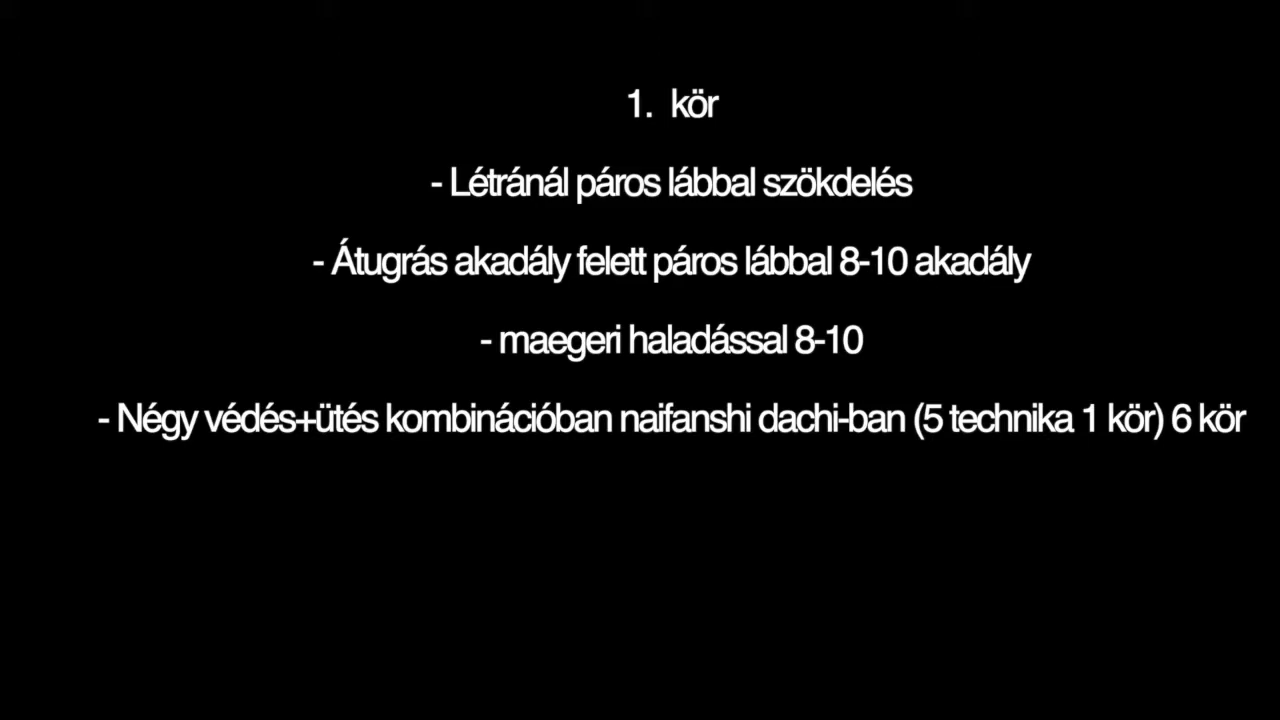 1. kör
- Létránál páros lábbal szökdelés
- Átugrás akadály felett páros lábbal 8-10 akadály
- maegeri haladással 8-10
- Négy védés+ütés kombinációban naifanshi dachi-ban (5 technika 1 kör) 6 kör